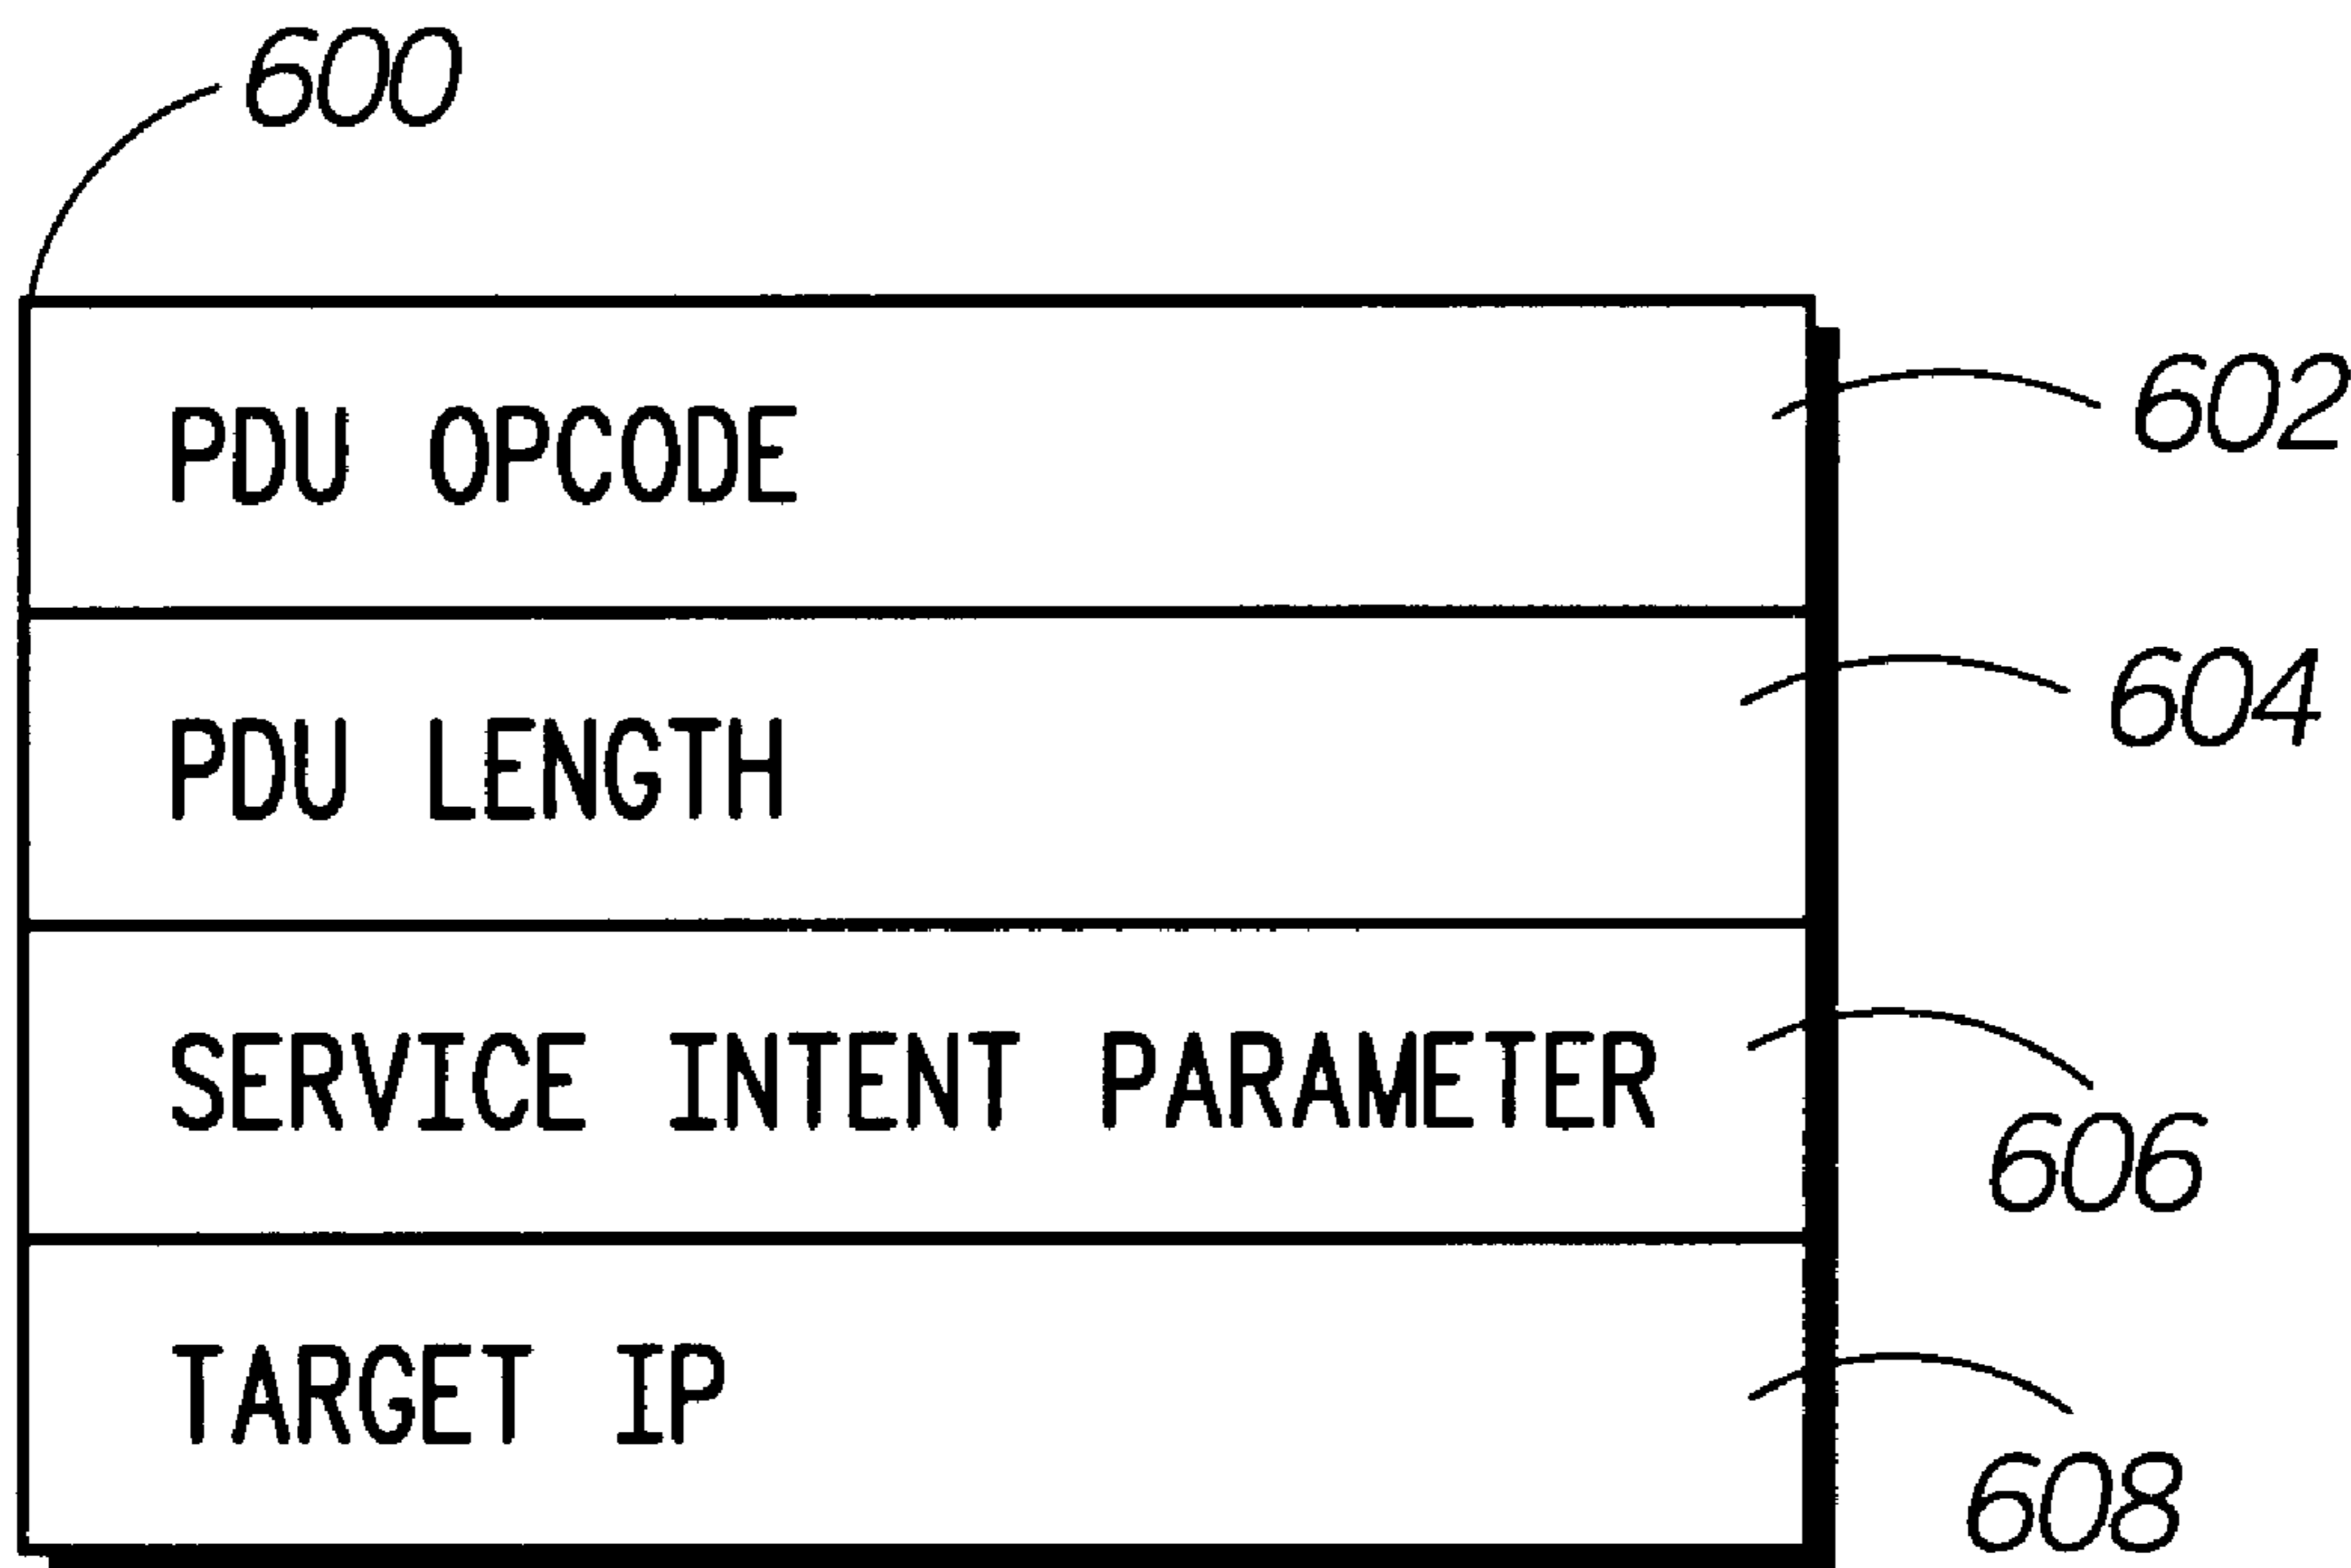 600
PDU OPCODE
602
PDU LENGTH
604
SERVICE INTENT PARAMETER
606
TARGET IP
608